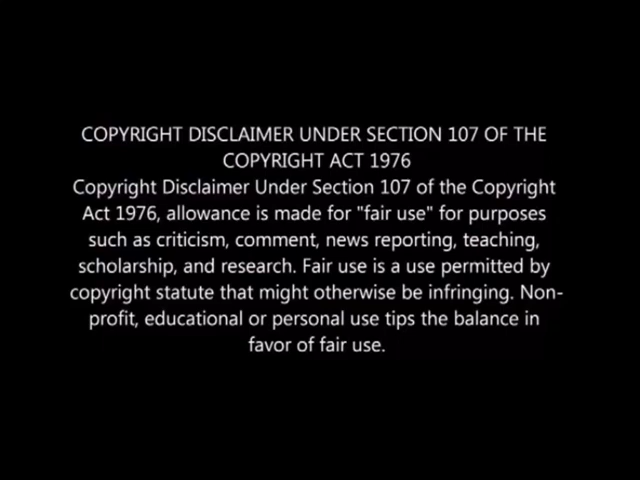 COPYRIGHT DISCLAIMER UNDER SECTION 107 OF THE
COPYRIGHT ACT 1976
Copyright Disclaimer Under Section 107 of the Copyright
Act 1976, allowance is made for "fair use" for purposes
such as criticism, comment, news reporting, teaching,
scholarship, and research. Fair use is a use permitted by
copyright statute that might otherwise be infringing. Non-
profit, educational or personal use tips the balance in
favor of fair use.